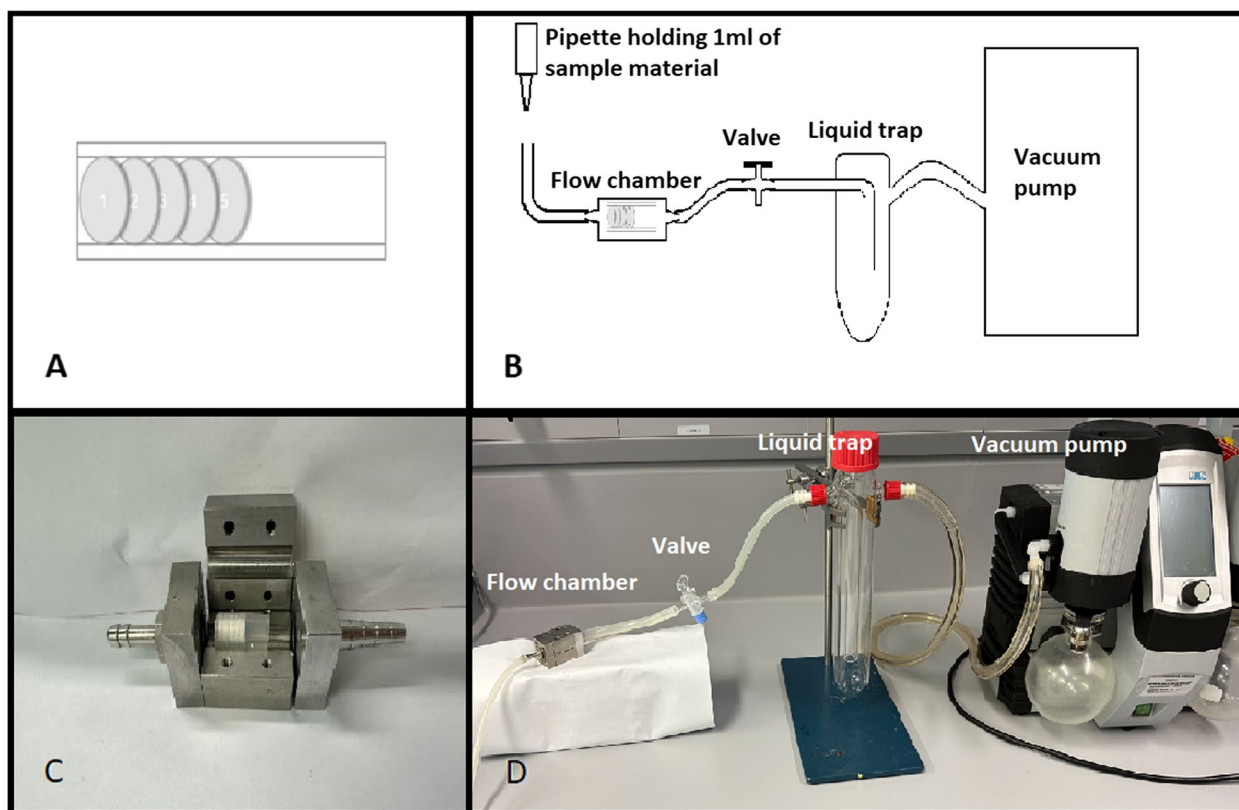 1
2
3
4
5
A
Pipette holding 1ml of
sample material
Flow chamber
Valve
Liquid trap
Vacuum
pump
B
C
Liquid trap
Vacuum pump
Valve
Flow chamber
D